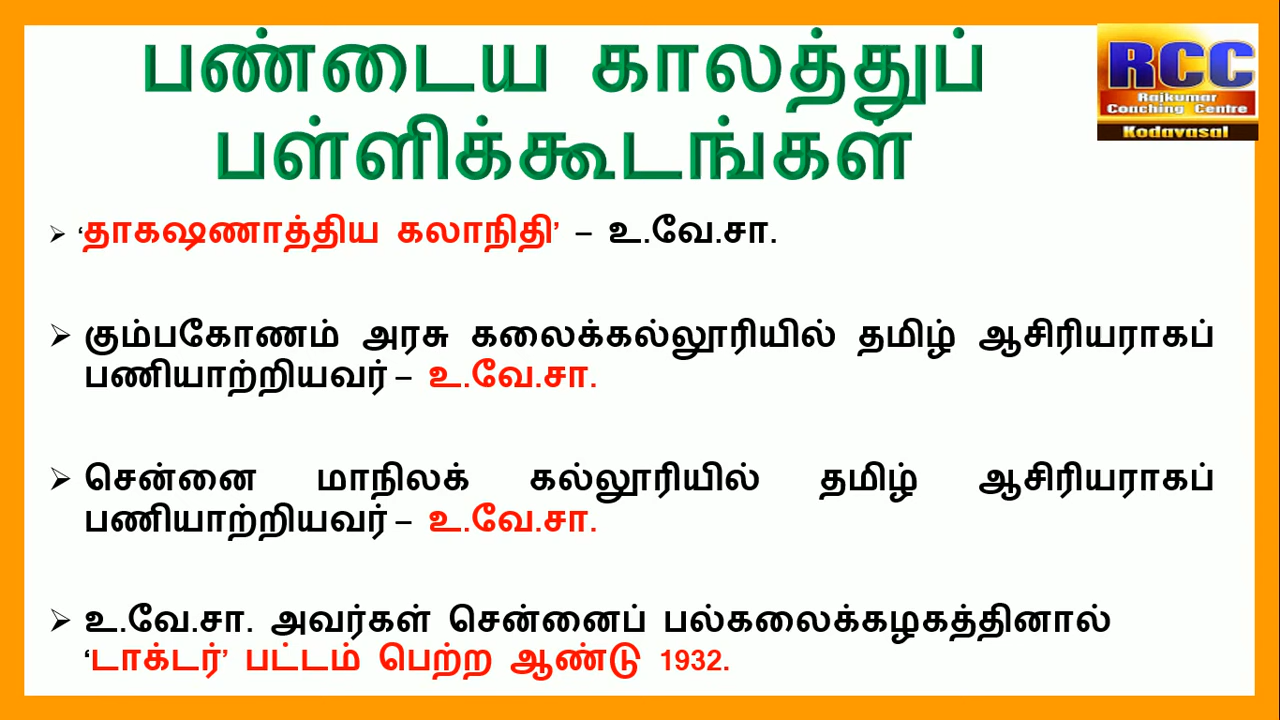 பண்டைய காலத்துப்
பள்ளிக்கூடங்கள்
RCC
Rajkumar
Coaching Centre
Kodavasal
➢ ‘தாகஷணாத்திய கலாநிதி’ – உ.வே.சா.
➢ கும்பகோணம் அரசு கலைக்கல்லூரியில் தமிழ் ஆசிரியராகப்
பணியாற்றியவர் – உ.வே.சா.
➢ சென்னை மாநிலக் கல்லூரியில் தமிழ் ஆசிரியராகப்
பணியாற்றியவர் – உ.வே.சா.
➢ உ.வே.சா. அவர்கள் சென்னைப் பல்கலைக்கழகத்தினால்
‘டாக்டர்’ பட்டம் பெற்ற ஆண்டு 1932.